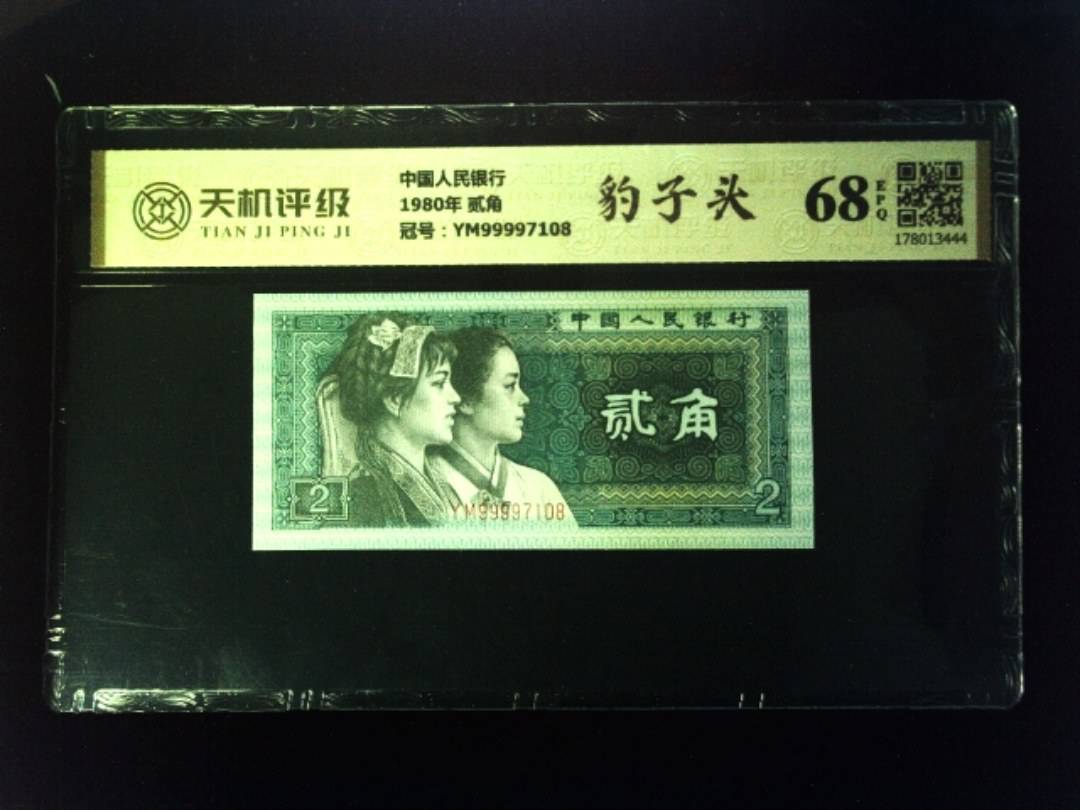 天机评级
TIAN JI PING JI
中国人民银行
1980年 贰角
冠号：YM99997108
豹子头
68
EPQ
178013444
中国人民银行
贰角
2
2
YM99997108